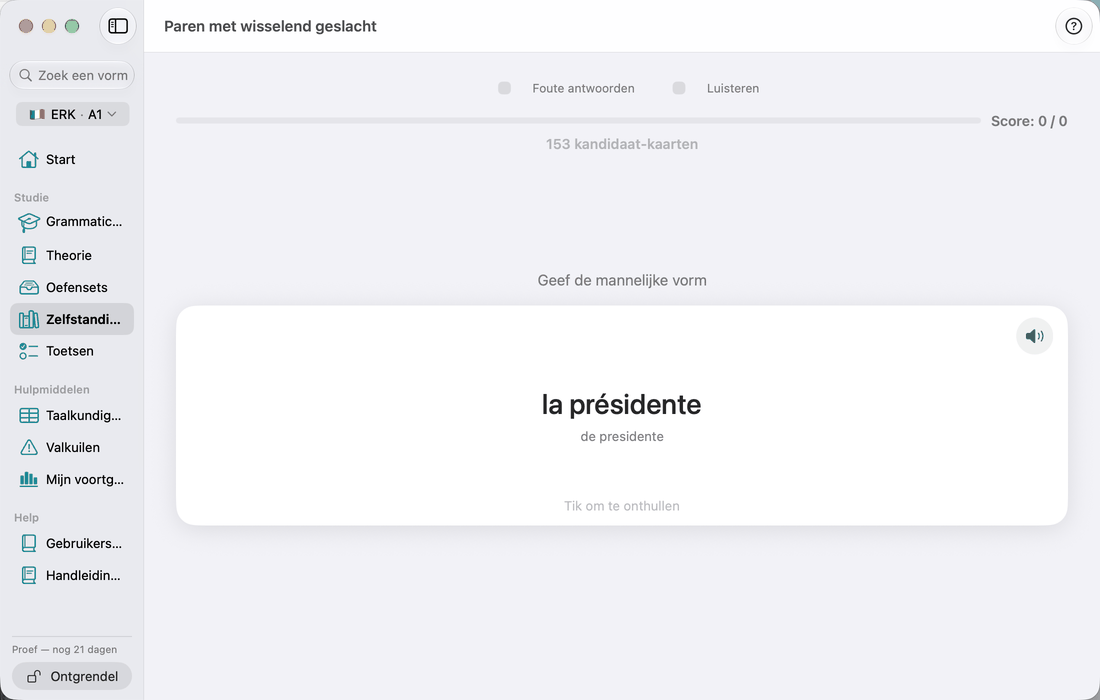 Paren met wisselend geslacht
Zoek een vorm
ERK · A1
Start
Studie
Grammatic...
Theorie
Oefensets
Zelfstandi...
Toetsen
Hulpmiddelen
Taalkundig...
Valkuilen
Mijn voortg...
Help
Gebruikers...
Handleidin...
Proef — nog 21 dagen
Ontgrendel
Foute antwoorden
Luisteren
Score: 0 / 0
153 kandidaat-kaarten
Geef de mannelijke vorm
la présidente
de presidente
Tik om te onthullen